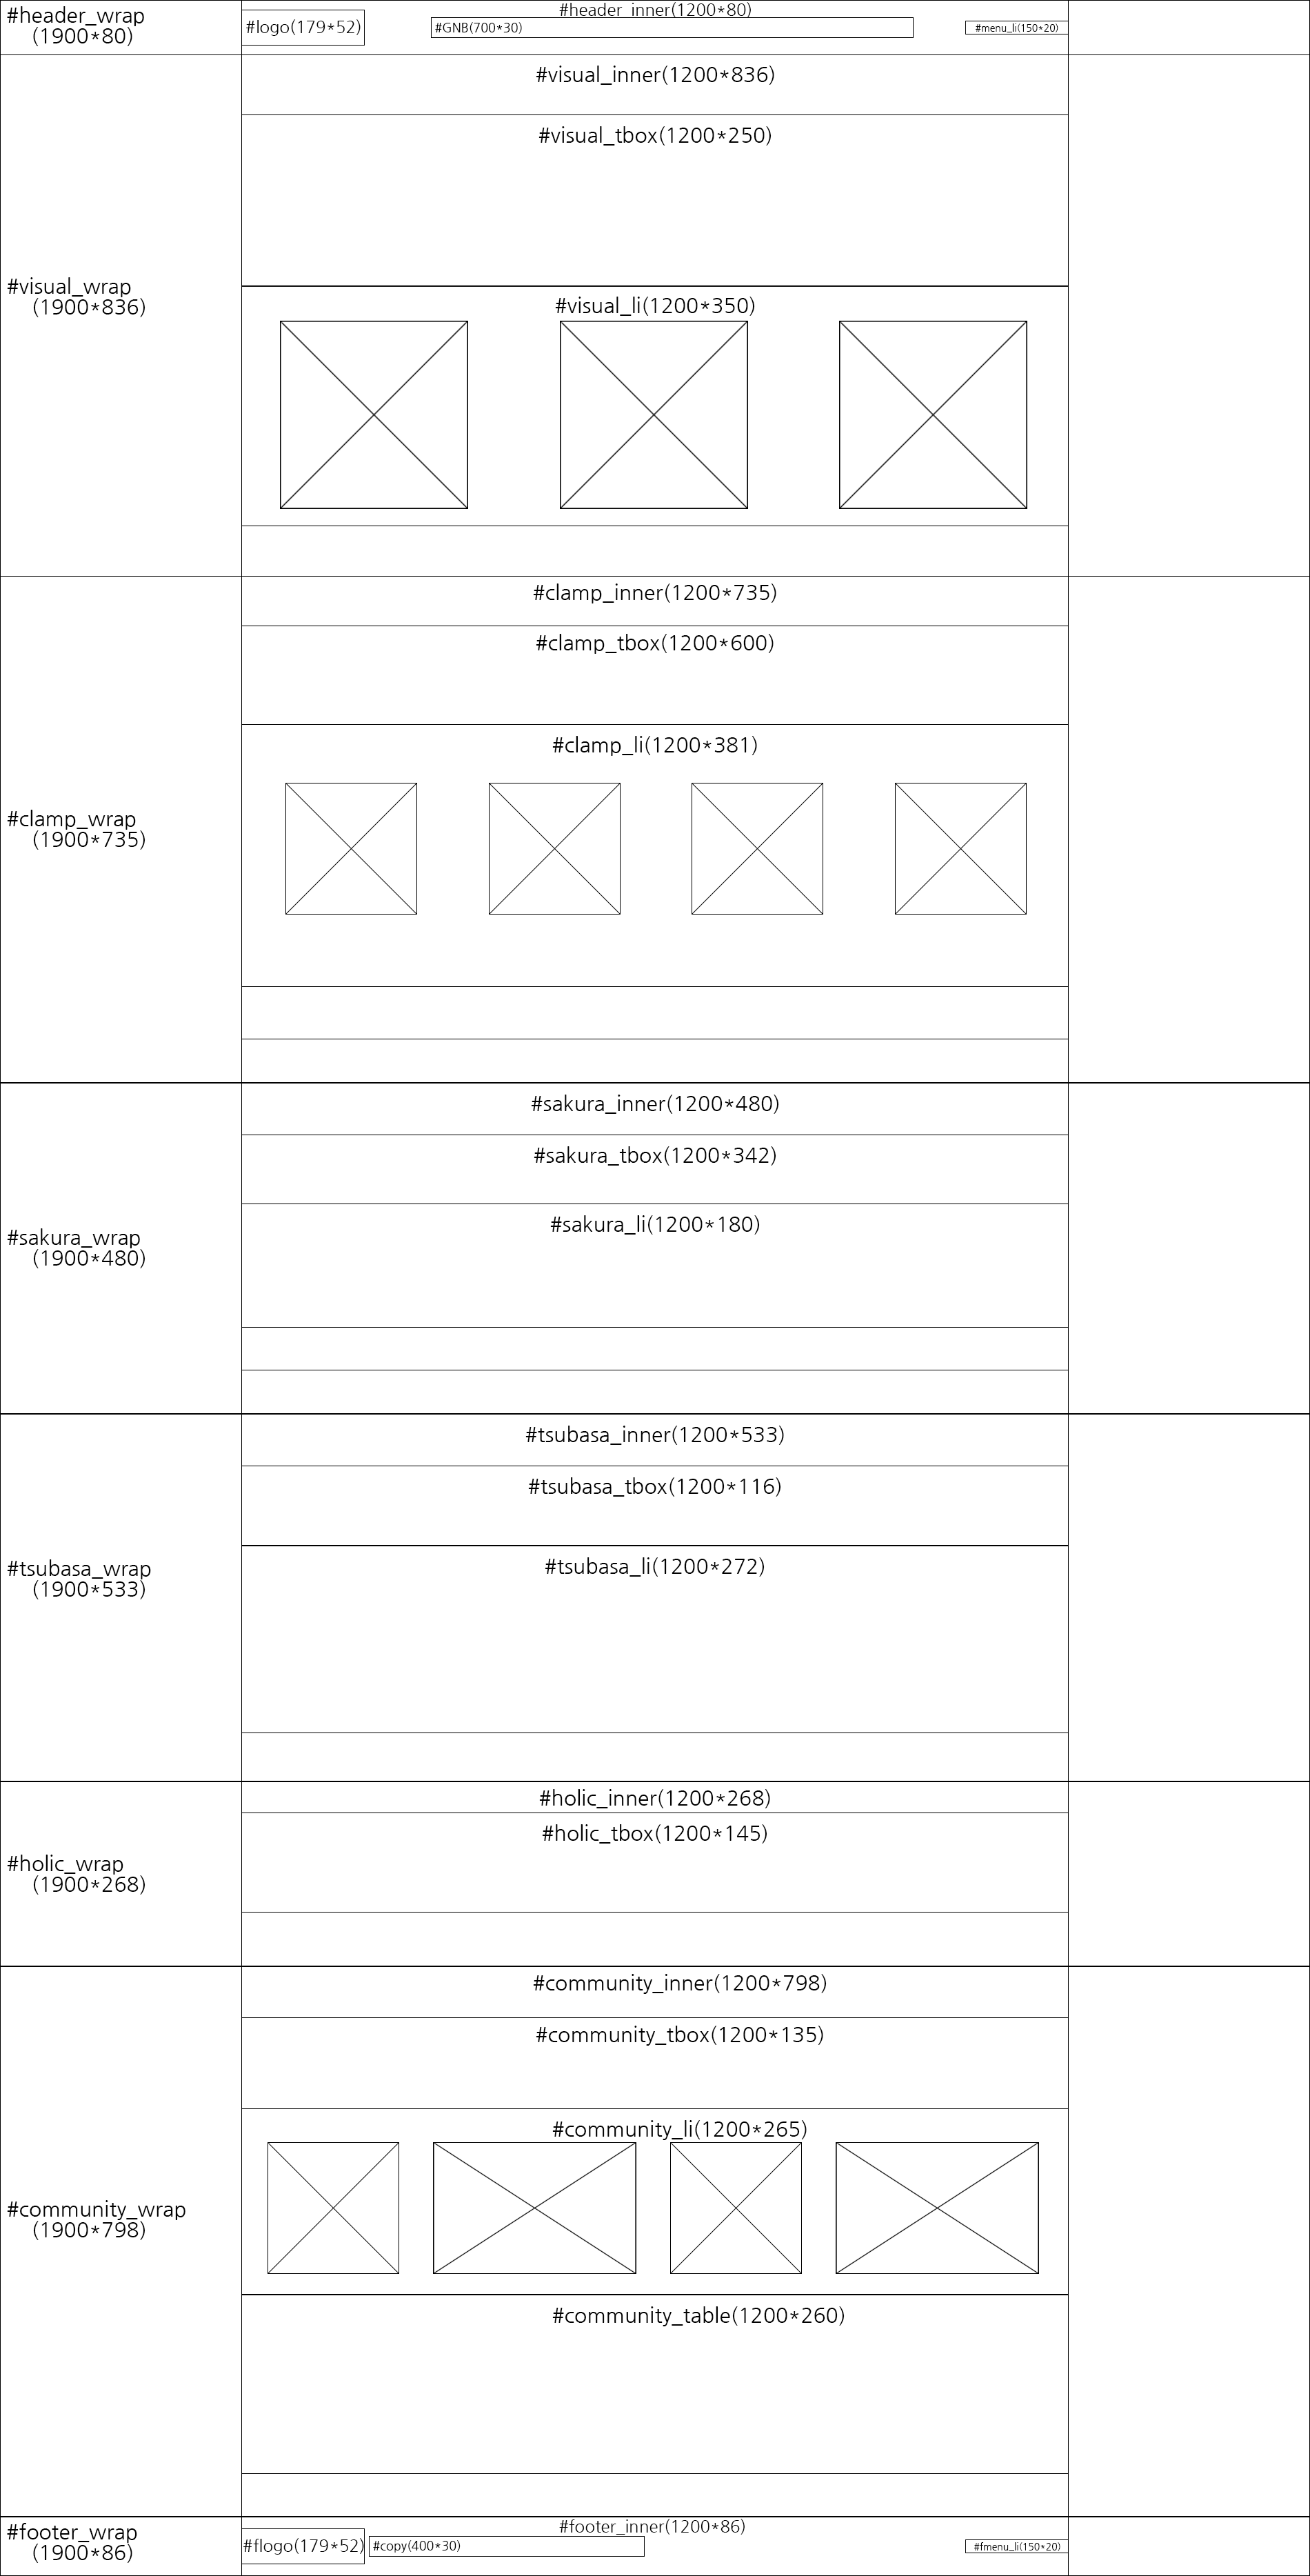 #header_wrap
(1900*80)
#header_inner(1200*80)
#logo(179*52)
#GNB(700*30)
#menu_li(150*20)
#visual_inner(1200*836)
#visual_tbox(1200*250)
#visual_wrap
(1900*836)
#visual_li(1200*350)
#clamp_inner(1200*735)
#clamp_tbox(1200*600)
#clamp_li(1200*381)
#clamp_wrap
(1900*735)
#sakura_inner(1200*480)
#sakura_tbox(1200*342)
#sakura_li(1200*180)
#sakura_wrap
(1900*480)
#tsubasa_inner(1200*533)
#tsubasa_tbox(1200*116)
#tsubasa_li(1200*272)
#tsubasa_wrap
(1900*533)
#holic_inner(1200*268)
#holic_tbox(1200*145)
#holic_wrap
(1900*268)
#community_inner(1200*798)
#community_tbox(1200*135)
#community_li(1200*265)
#community_wrap
(1900*798)
#community_table(1200*260)
#footer_wrap
(1900*86)
#footer_inner(1200*86)
#flogo(179*52)
#copy(400*30)
#fmenu_li(150*20)